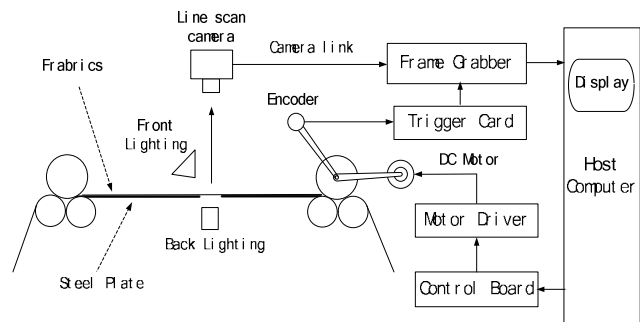 Line scan
camera
Camera link
Frame Grabber
Display
Frabrics
Encoder
Trigger Card
Front
Lighting
DC Motor
Host
Computer
Motor Driver
Back Lighting
Steel Plate
Control Board